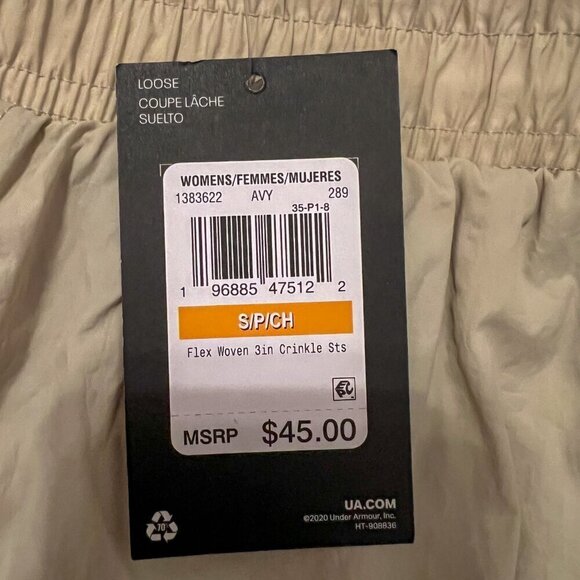 LOOSE
COUPE LÂCHE
SUELTO
WOMENS/FEMMES/MUJERES
1383622 AVY 289
35-P1-8
1 96885 47512 2
S/P/CH
Flex Woven 3in Crinkle Sts
MSRP $45.00
70
UA.COM
©2020 Under Armour, Inc.
HT-908836